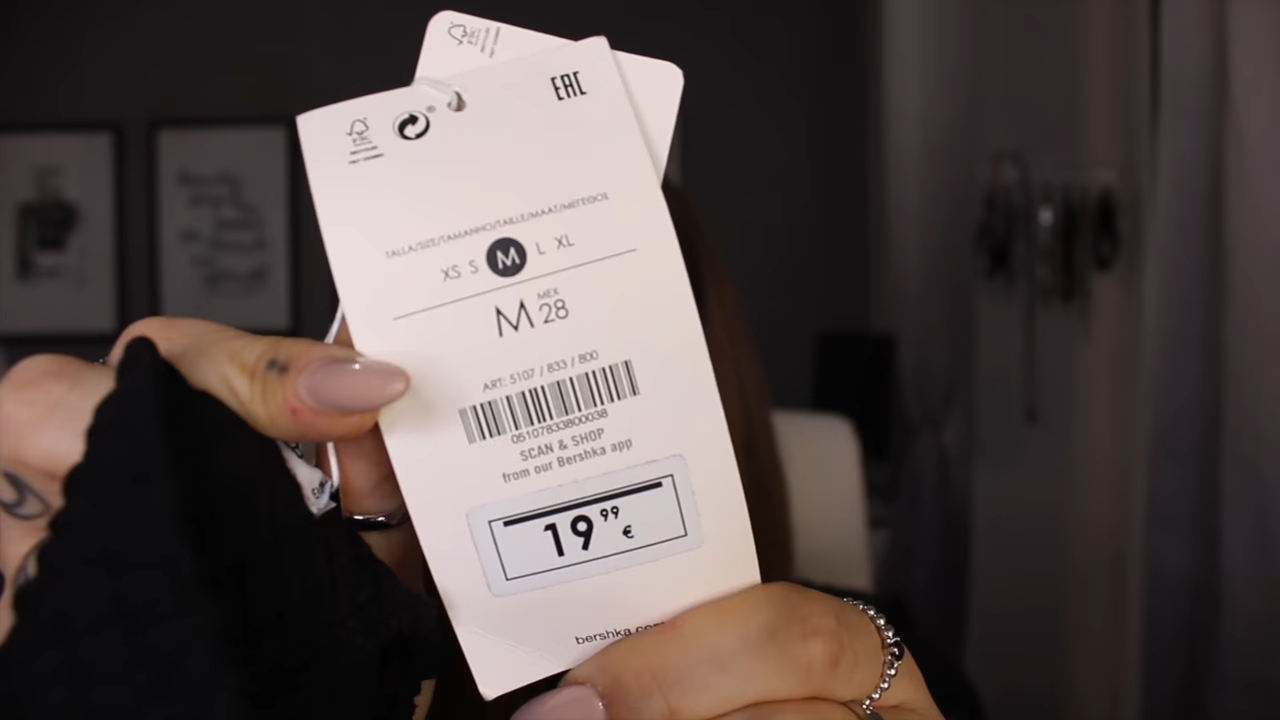 EAC
TALLA/SIZE/TAMANHO/TAILLE/MAAT/ΜΕΓΕΘΟΣ
XS S M L XL
MEX
M 28
ART: 5107 / 833 / 800
05107833800038
SCAN & SHOP
from our Bershka app
19 99 €
bershka.com